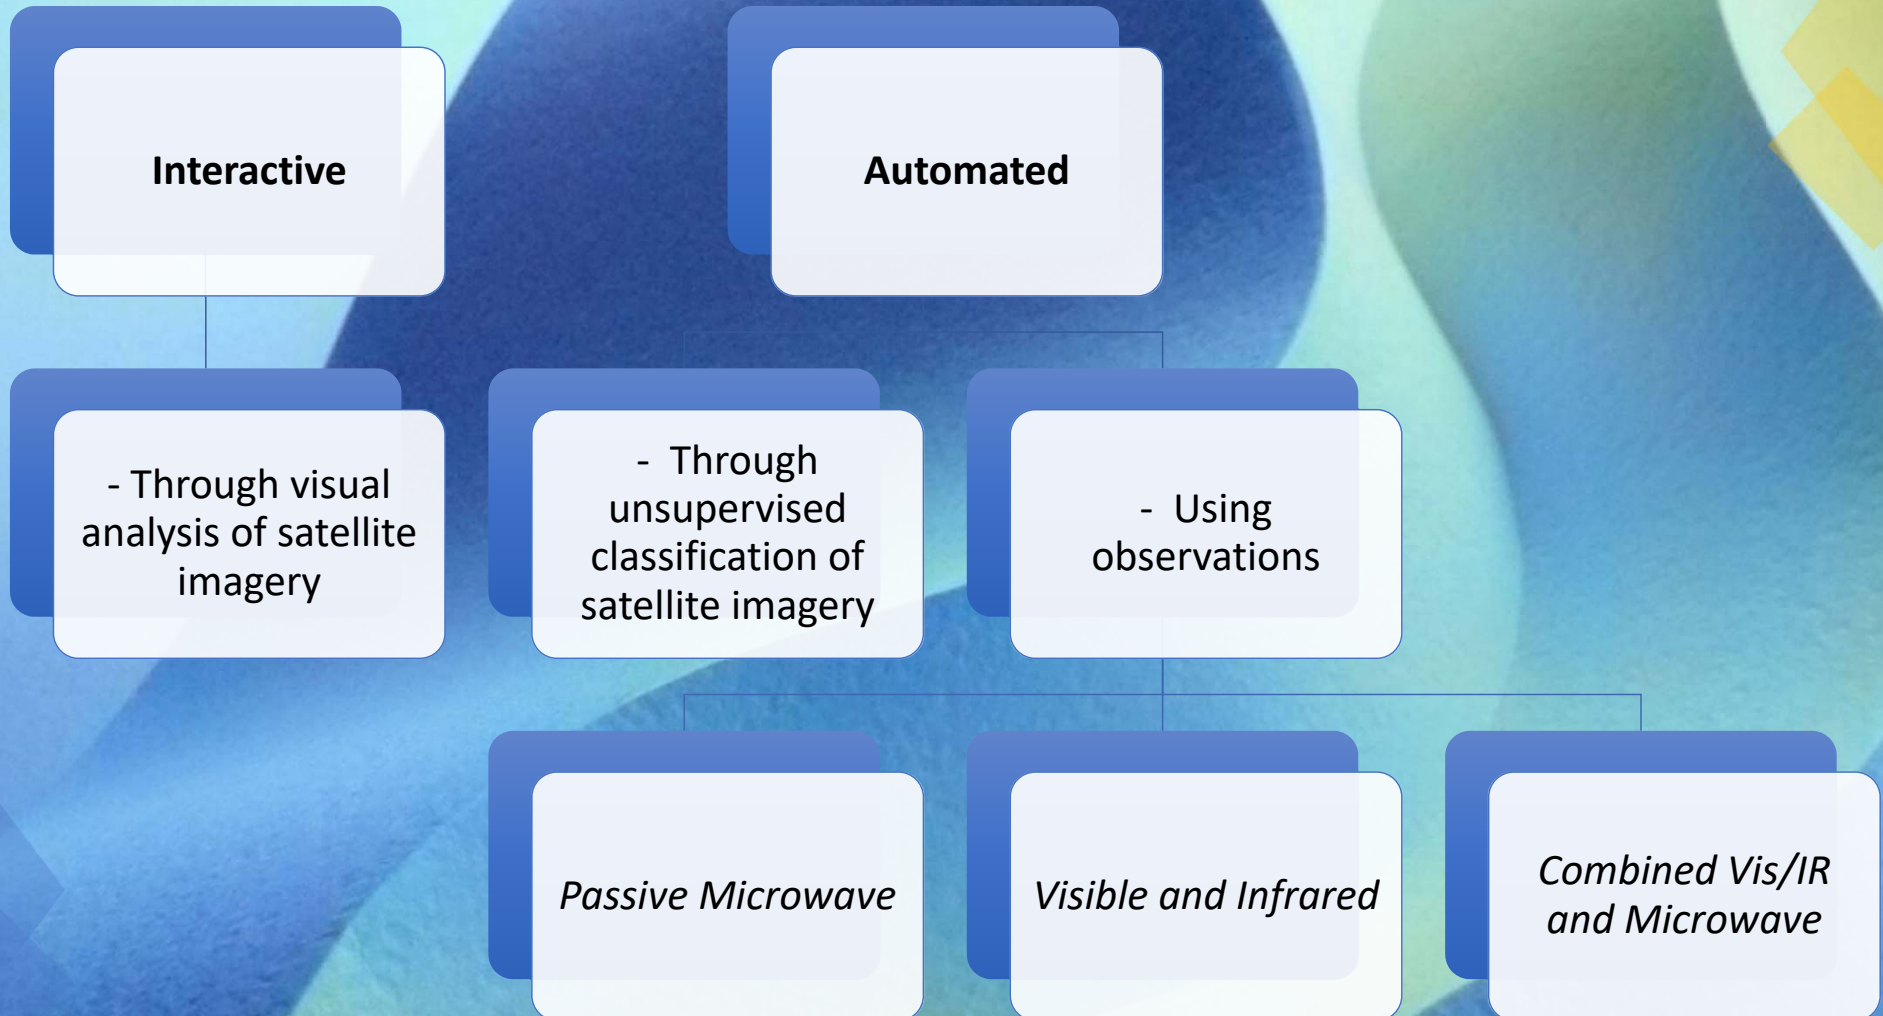 Interactive
Automated
- Through visual
analysis of satellite
imagery
- Through
unsupervised
classification of
satellite imagery
- Using
observations
Passive Microwave
Visible and Infrared
Combined Vis/IR
and Microwave